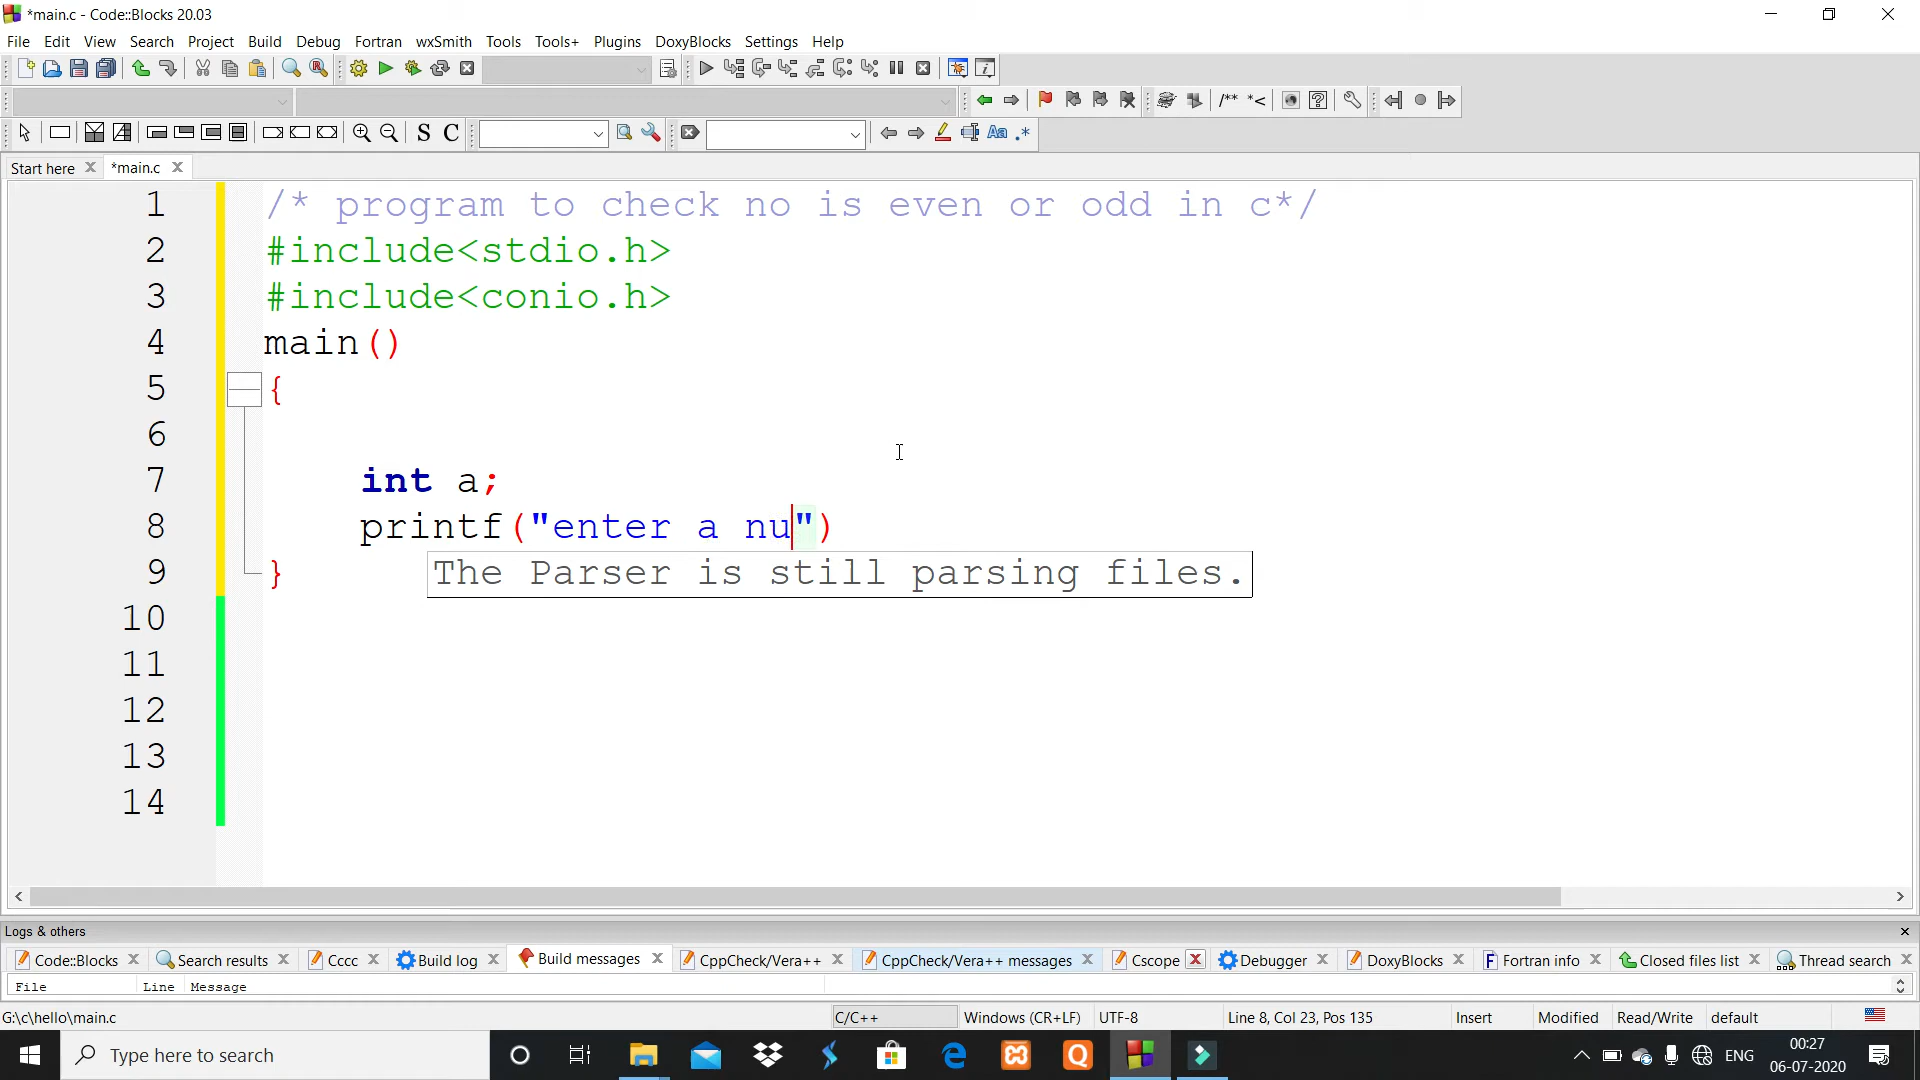 *main.c - Code::Blocks 20.03
File Edit View Search Project Build Debug Fortran wxSmith Tools Tools+ Plugins DoxyBlocks Settings Help
/** *<
S C
Aa .*
Start here *main.c
1 /* program to check no is even or odd in c*/
2 #include<stdio.h>
3 #include<conio.h>
4 main()
5 {
6
7 int a;
8 printf("enter a nu")
9 }
The Parser is still parsing files.
10
11
12
13
14
Logs & others
Code::Blocks Search results Cccc Build log Build messages CppCheck/Vera++ CppCheck/Vera++ messages Cscope Debugger DoxyBlocks Fortran info Closed files list Thread search
File Line Message
G:\c\hello\main.c C/C++ Windows (CR+LF) UTF-8 Line 8, Col 23, Pos 135 Insert Modified Read/Write default
Type here to search
ENG
00:27
06-07-2020